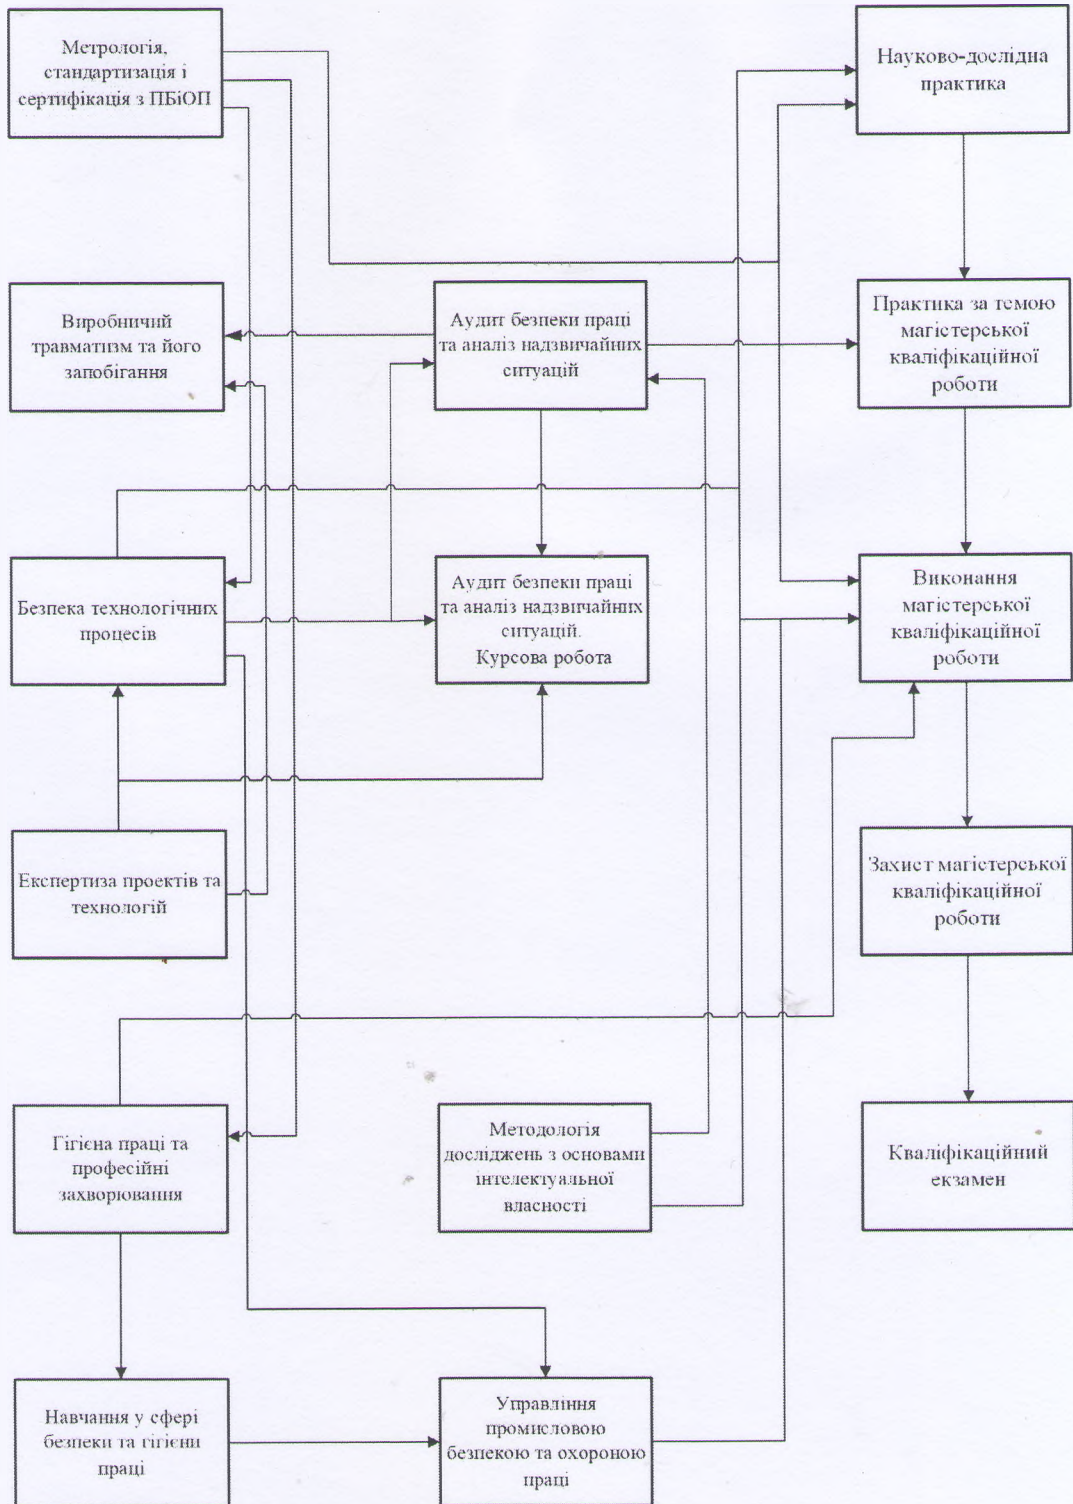 Метрологія,
стандартизація і
сертифікація з ПБіОП
Науково-дослідна
практика
Виробничий
травматизм та його
запобігання
Аудит безпеки праці
та аналіз надзвичайних
ситуацій
Практика за темою
магістерської
кваліфікаційної
роботи
Безпека технологічних
процесів
Аудит безпеки праці
та аналіз надзвичайних
ситуацій.
Курсова робота
Виконання
магістерської
кваліфікаційної
роботи
Експертиза проектів та
технологій
Захист магістерської
кваліфікаційної
роботи
Гігієна праці та
професійні
захворювання
Методологія
досліджень з основами
інтелектуальної
власності
Кваліфікаційний
екзамен
Навчання у сфері
безпеки та гігієни
праці
Управління
промисловою
безпекою та охороною
праці